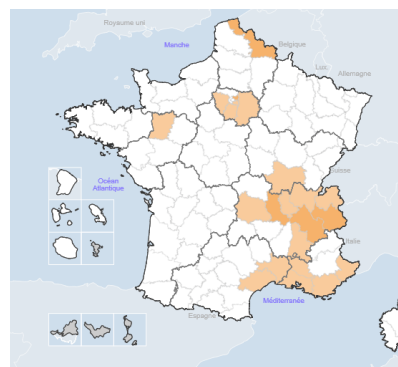 Royaume uni
Manche
Belgique
Lux.
Allemagne
Suisse
Océan
Atlantique
Italie
Méditerranée
Espagne